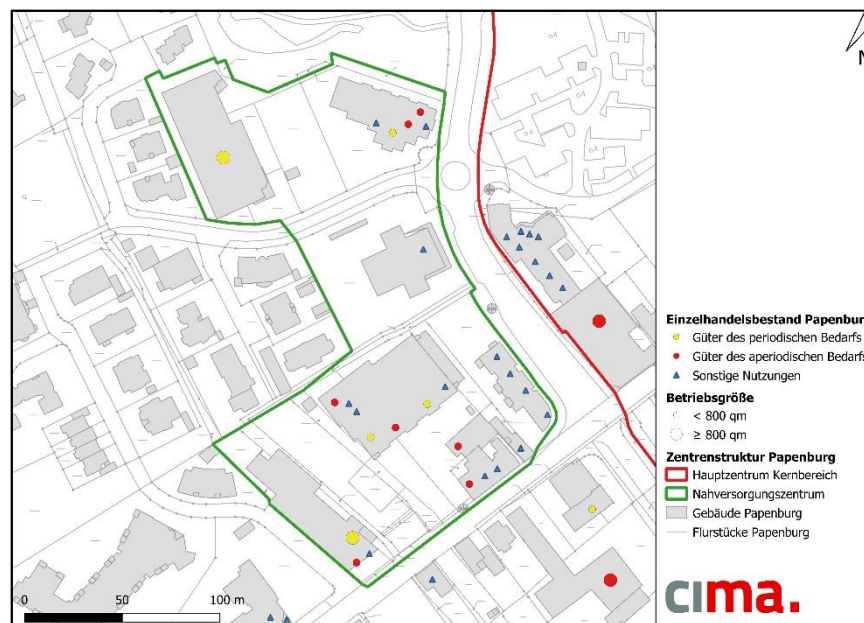 N
Einzelhandelsbestand Papenburg
Güter des periodischen Bedarfs
Güter des aperiodischen Bedarfs
Sonstige Nutzungen
Betriebsgröße
< 800 qm
≥ 800 qm
Zentrenstruktur Papenburg
Hauptzentrum Kernbereich
Nahversorgungszentrum
Gebäude Papenburg
Flurstücke Papenburg
0 50 100 m
cima.